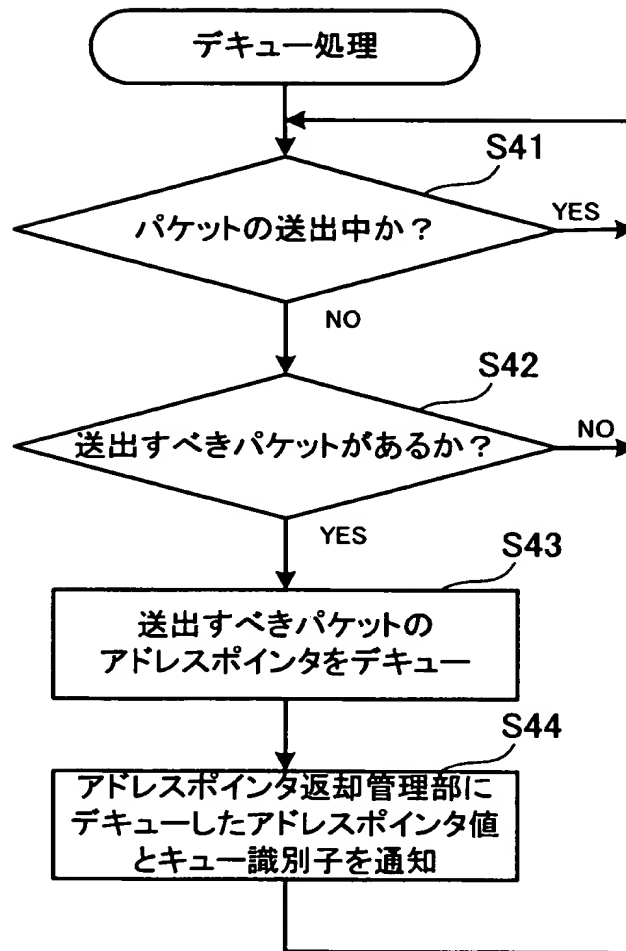 デキュー処理
S41
パケットの送出中か?
YES
NO
S42
送出すべきパケットがあるか?
NO
YES
S43
送出すべきパケットの
アドレスポインタをデキュー
S44
アドレスポインタ返却管理部に
デキューしたアドレスポインタ値
とキュー識別子を通知